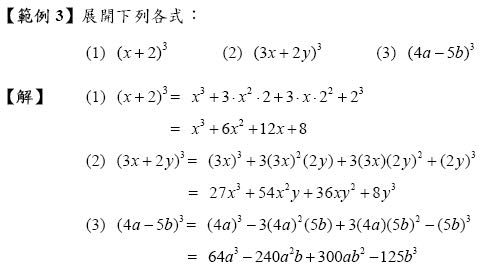 【範例 3】展開下列各式：
(1) (x+2)³ (2) (3x+2y)³ (3) (4a−5b)³
【解】 (1) (x+2)³ = x³+3·x²·2+3·x·2²+2³
= x³+6x²+12x+8
(2) (3x+2y)³ = (3x)³+3(3x)²(2y)+3(3x)(2y)²+(2y)³
= 27x³+54x²y+36xy²+8y³
(3) (4a−5b)³ = (4a)³−3(4a)²(5b)+3(4a)(5b)²−(5b)³
= 64a³−240a²b+300ab²−125b³